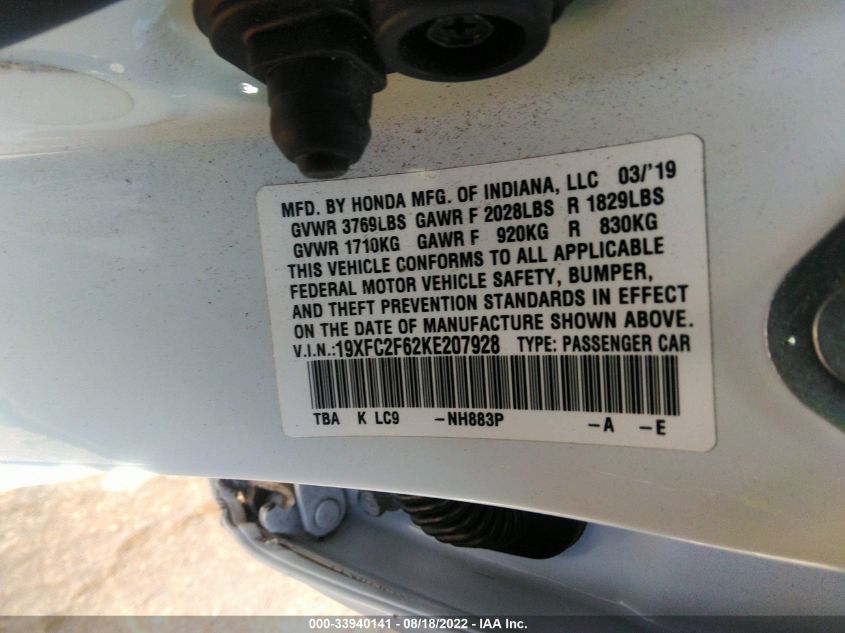 MFD. BY HONDA MFG. OF INDIANA, LLC 03/'19
GVWR 3769LBS GAWR F 2028LBS R 1829LBS
GVWR 1710KG GAWR F 920KG R 830KG
THIS VEHICLE CONFORMS TO ALL APPLICABLE
FEDERAL MOTOR VEHICLE SAFETY, BUMPER,
AND THEFT PREVENTION STANDARDS IN EFFECT
ON THE DATE OF MANUFACTURE SHOWN ABOVE.
V.I.N.:19XFC2F62KE207928 TYPE: PASSENGER CAR
TBA K LC9 -NH883P -A -E
000-33940141 - 08/18/2022 - IAA Inc.